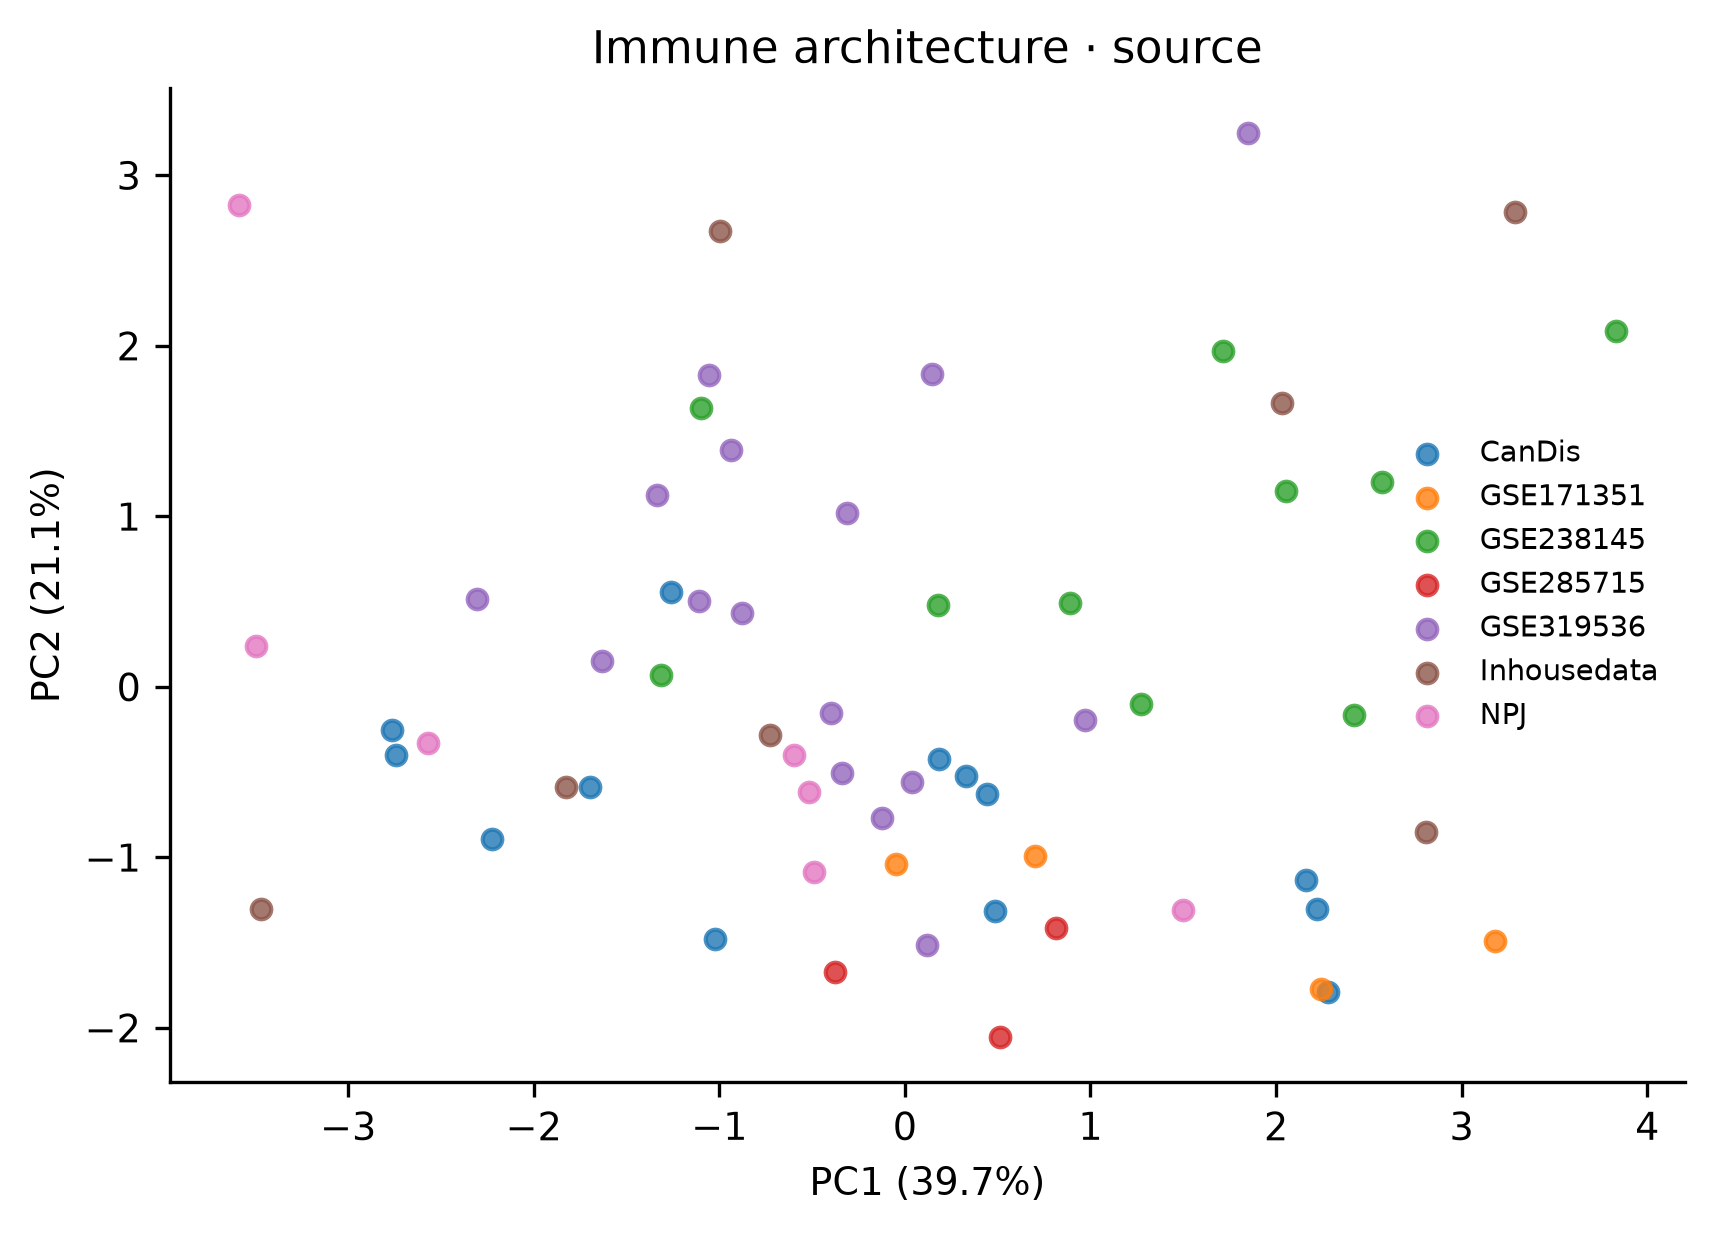 Immune architecture · source
3
2
1
0
−1
−2
PC2 (21.1%)
CanDis
GSE171351
GSE238145
GSE285715
GSE319536
Inhousedata
NPJ
−3 −2 −1 0 1 2 3 4
PC1 (39.7%)